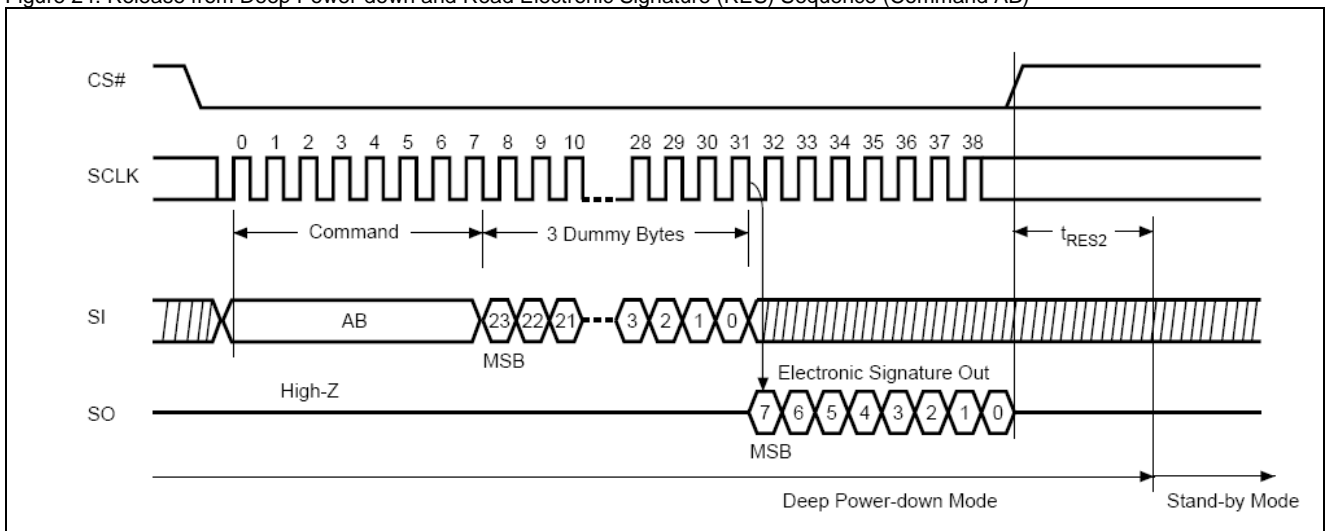 Figure 21. Release from Deep Power-down and Read Electronic Signature (RES) Sequence (Command AB)
CS#
0 1 2 3 4 5 6 7 8 9 10 28 29 30 31 32 33 34 35 36 37 38
SCLK
Command 3 Dummy Bytes tRES2
SI AB 23 22 21 3 2 1 0
MSB
Electronic Signature Out
High-Z
SO 7 6 5 4 3 2 1 0
MSB
Deep Power-down Mode Stand-by Mode